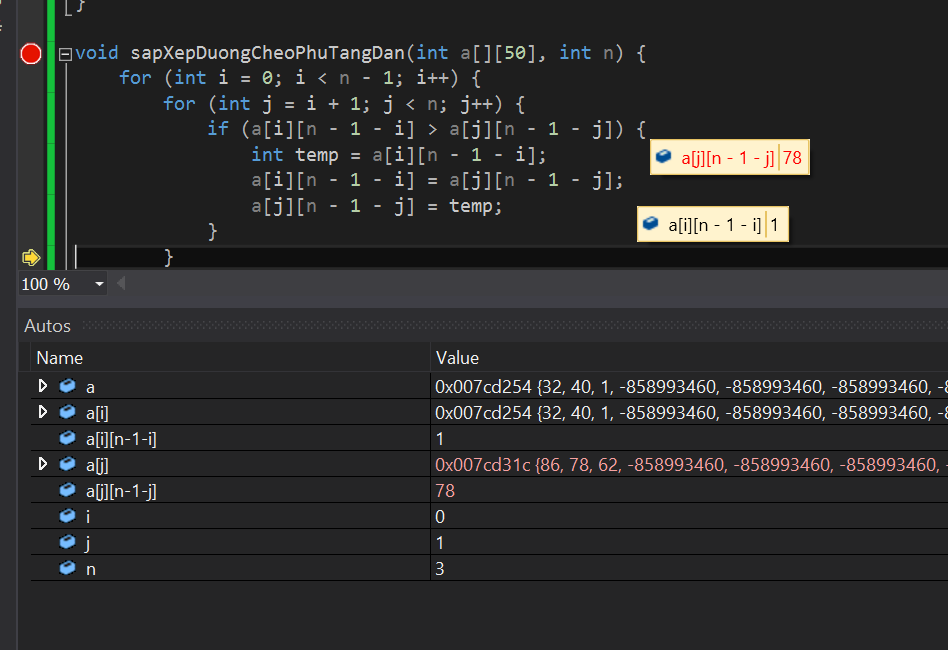 }
void sapXepDuongCheoPhuTangDan(int a[][50], int n) {
for (int i = 0; i < n - 1; i++) {
for (int j = i + 1; j < n; j++) {
if (a[i][n - 1 - i] > a[j][n - 1 - j]) {
int temp = a[i][n - 1 - i];
a[j][n - 1 - j] 78
a[i][n - 1 - i] = a[j][n - 1 - j];
a[j][n - 1 - j] = temp;
a[i][n - 1 - i] 1
}
}
100 %
Autos
Name Value
a 0x007cd254 {32, 40, 1, -858993460, -858993460, -858993460, -8
a[i] 0x007cd254 {32, 40, 1, -858993460, -858993460, -858993460, -8
a[i][n-1-i] 1
a[j] 0x007cd31c {86, 78, 62, -858993460, -858993460, -858993460, -
a[j][n-1-j] 78
i 0
j 1
n 3